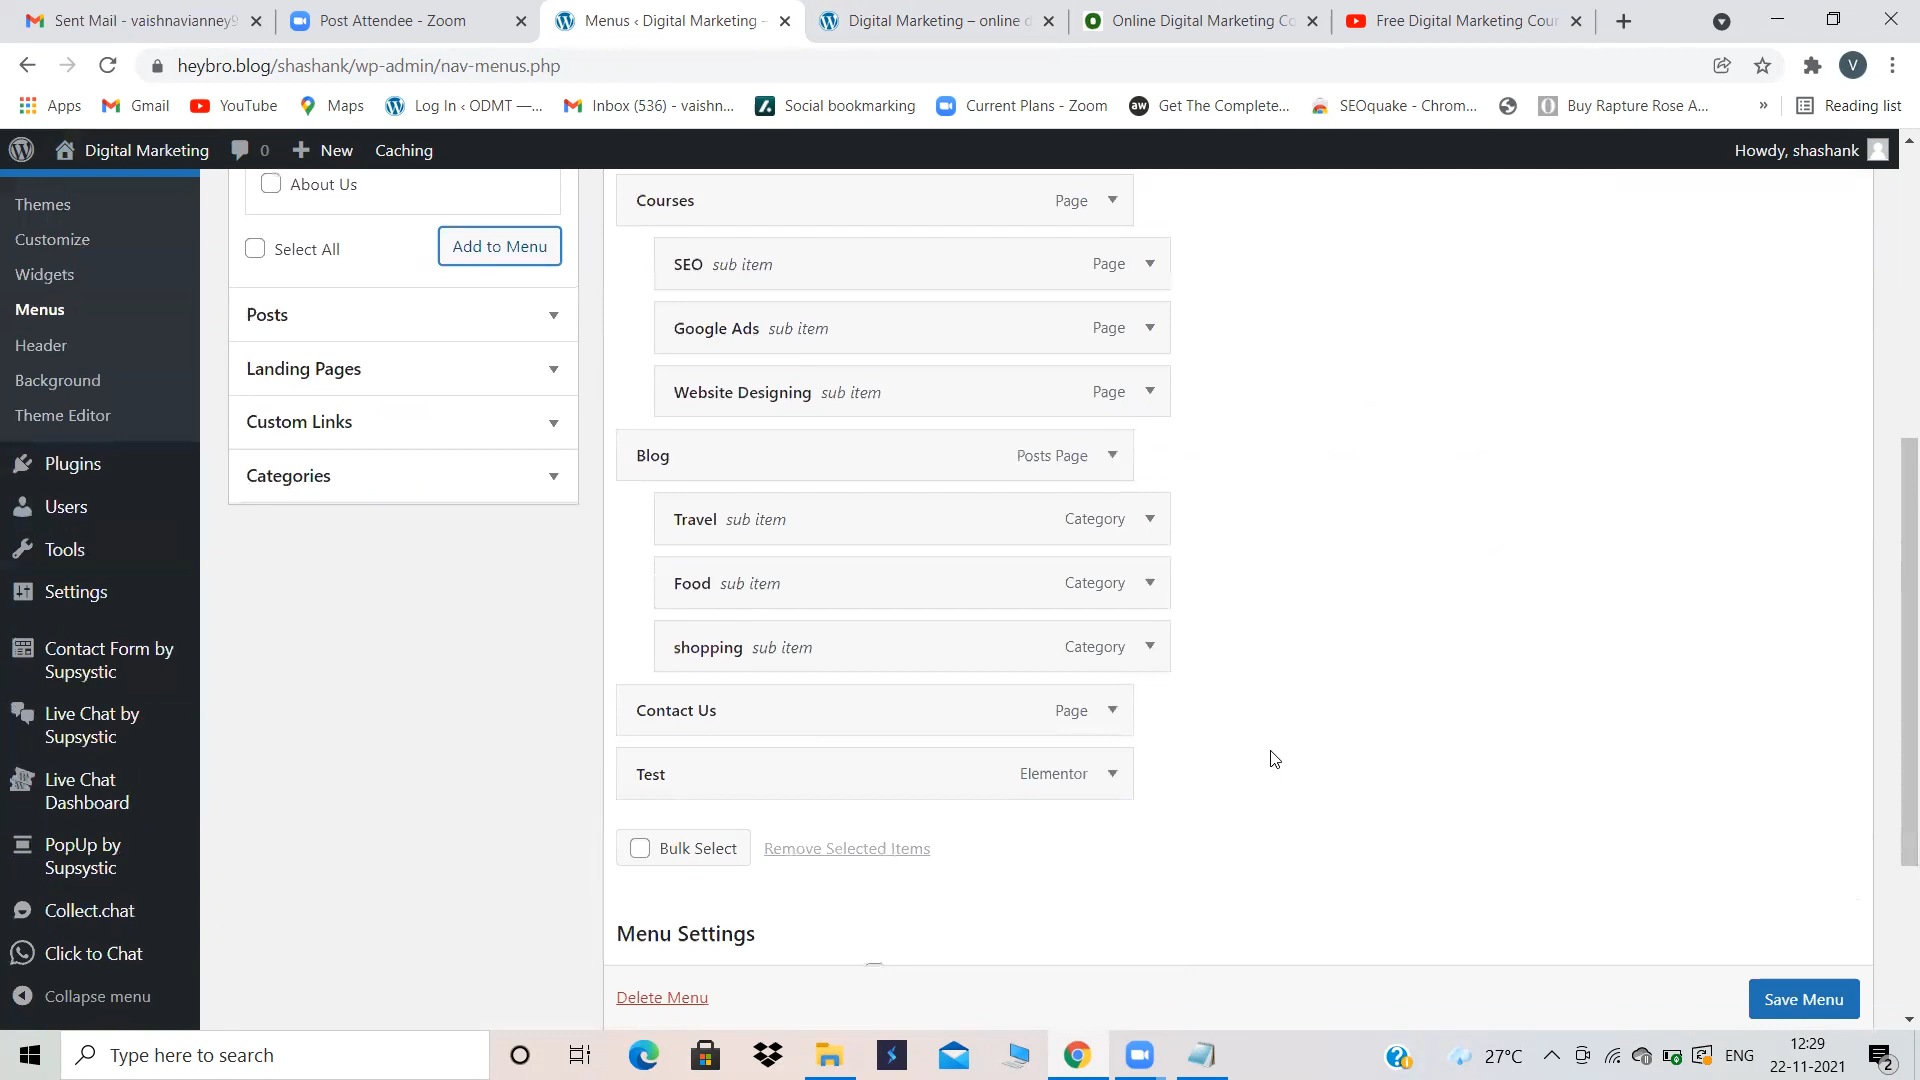 Sent Mail - vaishnavianney9
Post Attendee - Zoom
Menus ‹ Digital Marketing –
Digital Marketing – online d
Online Digital Marketing Co
Free Digital Marketing Cour
heybro.blog/shashank/wp-admin/nav-menus.php
V
Apps
Gmail
YouTube
Maps
Log In ‹ ODMT —...
Inbox (536) - vaishn...
Social bookmarking
Current Plans - Zoom
aw
Get The Complete...
SEOquake - Chrom...
Buy Rapture Rose A...
»
Reading list
Digital Marketing
0
New
Caching
Howdy, shashank
Themes
Customize
Widgets
Menus
Header
Background
Theme Editor
Plugins
Users
Tools
Settings
Contact Form by
Supsystic
Live Chat by
Supsystic
Live Chat
Dashboard
PopUp by
Supsystic
Collect.chat
Click to Chat
Collapse menu
About Us
Select All
Add to Menu
Posts
Landing Pages
Custom Links
Categories
Courses Page
SEO sub item Page
Google Ads sub item Page
Website Designing sub item Page
Blog Posts Page
Travel sub item Category
Food sub item Category
shopping sub item Category
Contact Us Page
Test Elementor
Bulk Select
Remove Selected Items
Menu Settings
Delete Menu
Save Menu
Type here to search
27°C
ENG
12:29
22-11-2021
2